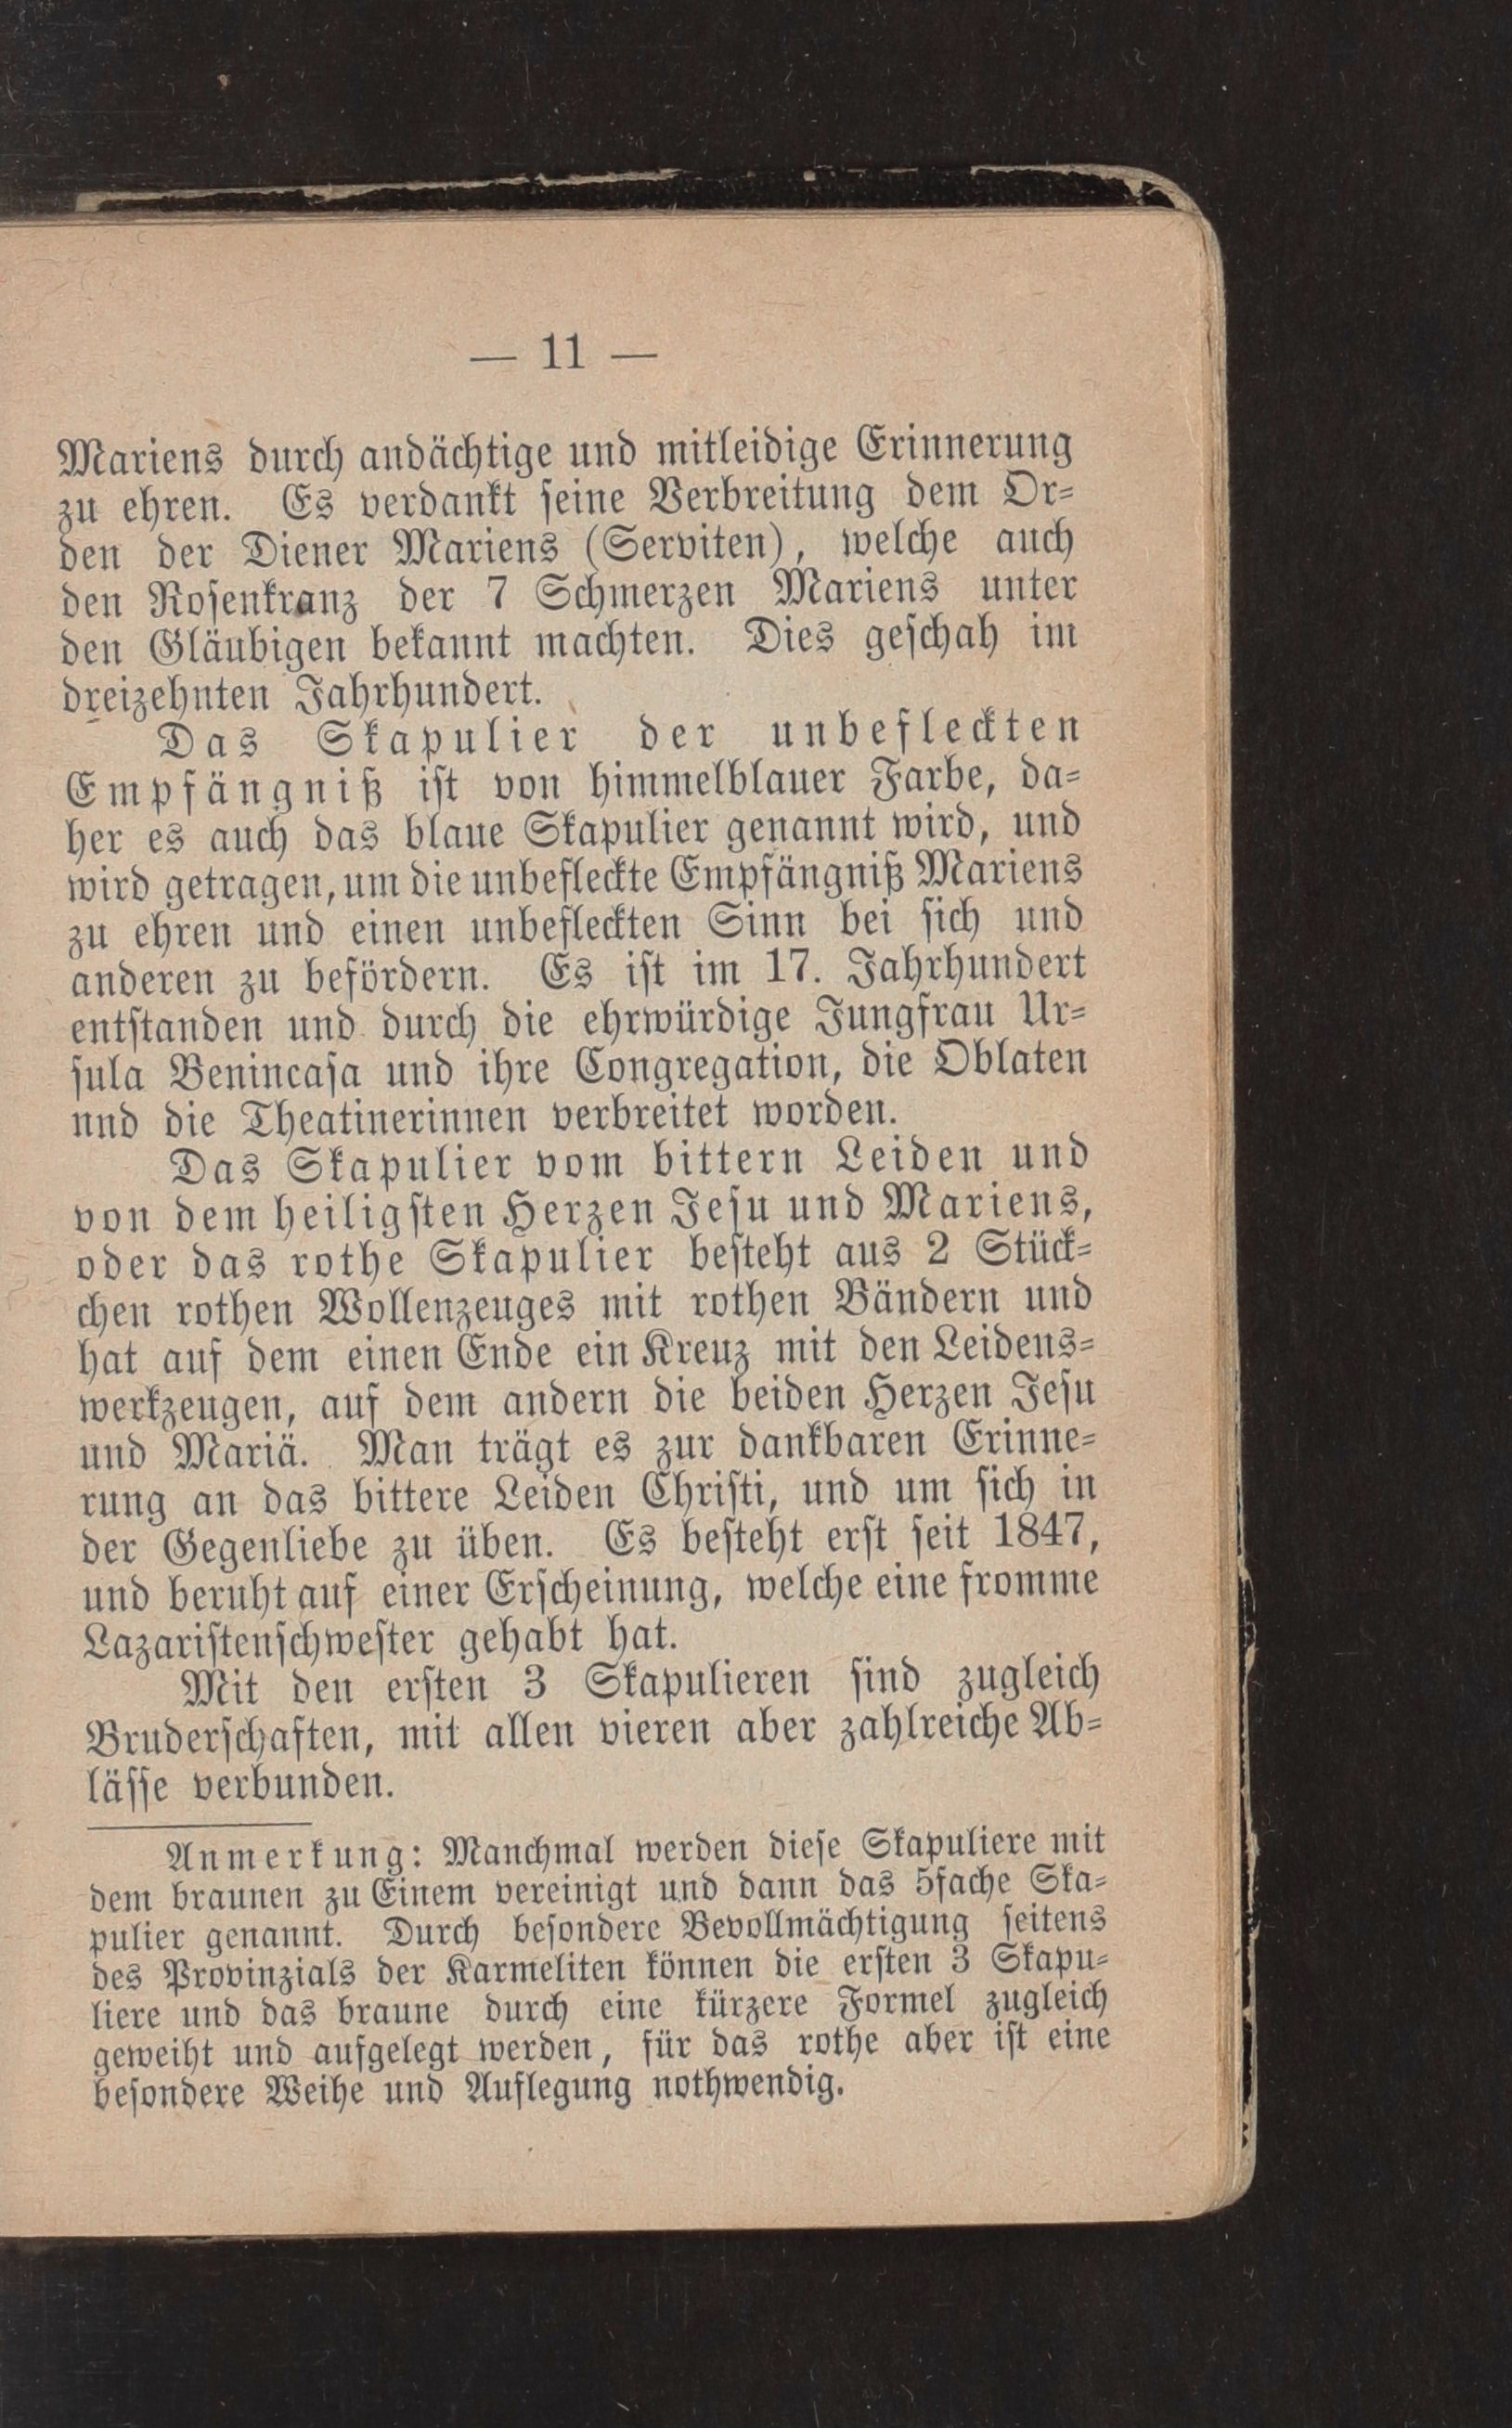 — 11 —
Mariens durch andächtige und mitleidige Erinnerung
zu ehren. Es verdankt seine Verbreitung dem Or-
den der Diener Mariens (Serviten), welche auch
den Rosenkranz der 7 Schmerzen Mariens unter
den Gläubigen bekannt machten. Dies geschah im
dreizehnten Jahrhundert.
Das Skapulier der unbefleckten
Empfängniß ist von himmelblauer Farbe, da-
her es auch das blaue Skapulier genannt wird, und
wird getragen, um die unbefleckte Empfängniß Mariens
zu ehren und einen unbefleckten Sinn bei sich und
anderen zu befördern. Es ist im 17. Jahrhundert
entstanden und durch die ehrwürdige Jungfrau Ur-
sula Benincasa und ihre Congregation, die Oblaten
nnd die Theatinerinnen verbreitet worden.
Das Skapulier vom bittern Leiden und
von dem heiligsten Herzen Jesu und Mariens,
oder das rothe Skapulier besteht aus 2 Stück-
chen rothen Wollenzeuges mit rothen Bändern und
hat auf dem einen Ende ein Kreuz mit den Leidens-
werkzeugen, auf dem andern die beiden Herzen Jesu
und Mariä. Man trägt es zur dankbaren Erinne-
rung an das bittere Leiden Christi, und um sich in
der Gegenliebe zu üben. Es besteht erst seit 1847,
und beruht auf einer Erscheinung, welche eine fromme
Lazaristenschwester gehabt hat.
Mit den ersten 3 Skapulieren sind zugleich
Bruderschaften, mit allen vieren aber zahlreiche Ab-
lässe verbunden.
Anmerkung: Manchmal werden diese Skapuliere mit
dem braunen zu Einem vereinigt und dann das 5fache Ska-
pulier genannt. Durch besondere Bevollmächtigung seitens
des Provinzials der Karmeliten können die ersten 3 Skapu-
liere und das braune durch eine kürzere Formel zugleich
geweiht und aufgelegt werden, für das rothe aber ist eine
besondere Weihe und Auflegung nothwendig.